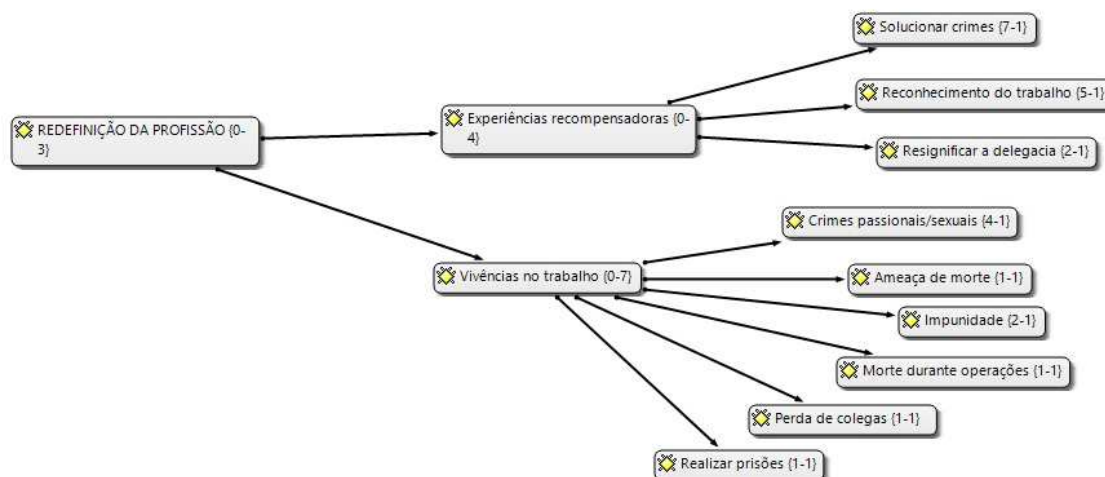 Solucionar crimes {7-1}
Reconhecimento do trabalho {5-1}
REDEFINIÇÃO DA PROFISSÃO {0-
3}
Experiências recompensadoras {0-
4}
Resignificar a delegacia {2-1}
Crimes passionais/sexuais {4-1}
Vivências no trabalho {0-7}
Ameaça de morte {1-1}
Impunidade {2-1}
Morte durante operações {1-1}
Perda de colegas {1-1}
Realizar prisões {1-1}